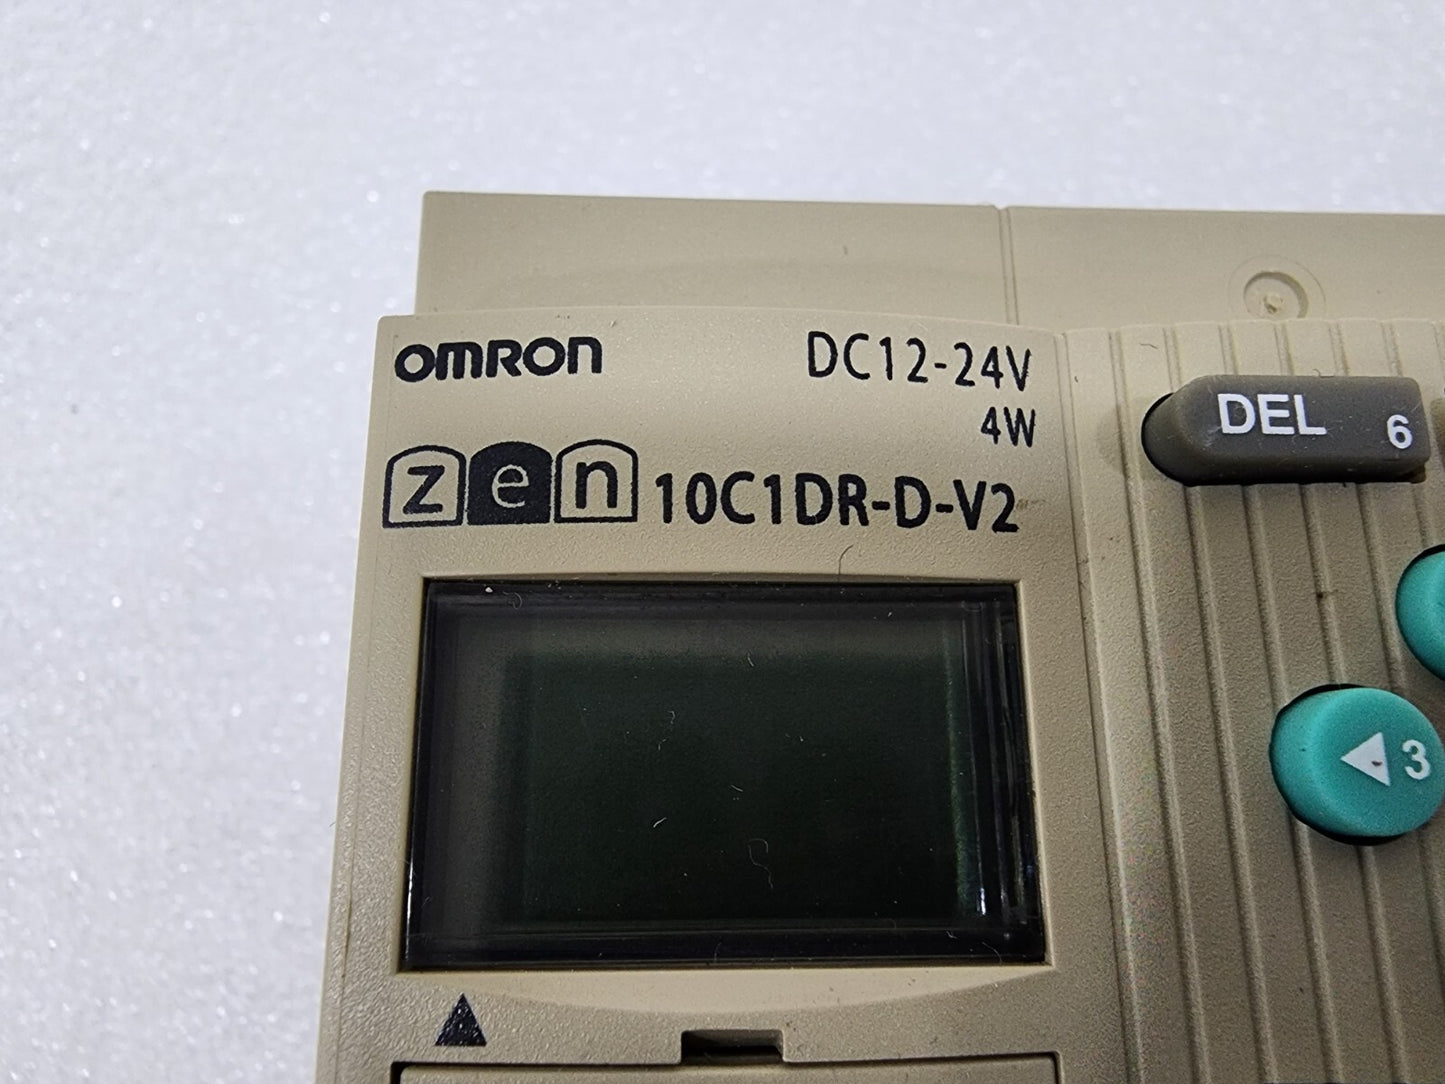 OMRON DC12-24V
4W
zen 10C1DR-D-V2
DEL 6
3